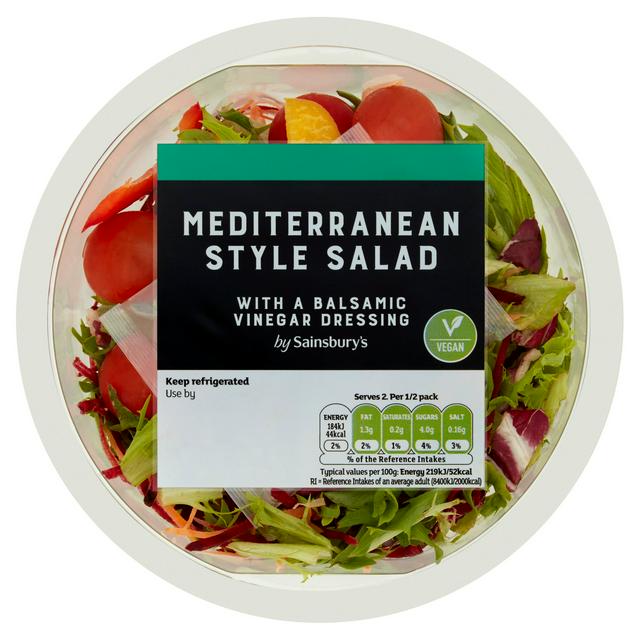 MEDITERRANEAN
STYLE SALAD
WITH A BALSAMIC
VINEGAR DRESSING
by Sainsbury's
VEGAN
Keep refrigerated
Use by
Serves 2. Per 1/2 pack
ENERGY FAT SATURATES SUGARS SALT
184kJ 1.3g 0.2g 4.0g 0.16g
44kcal
2% 2% 1% 4% 3%
% of the Reference Intakes
Typical values per 100g: Energy 219kJ/52kcal
RI = Reference Intakes of an average adult (8400kJ/2000kcal)